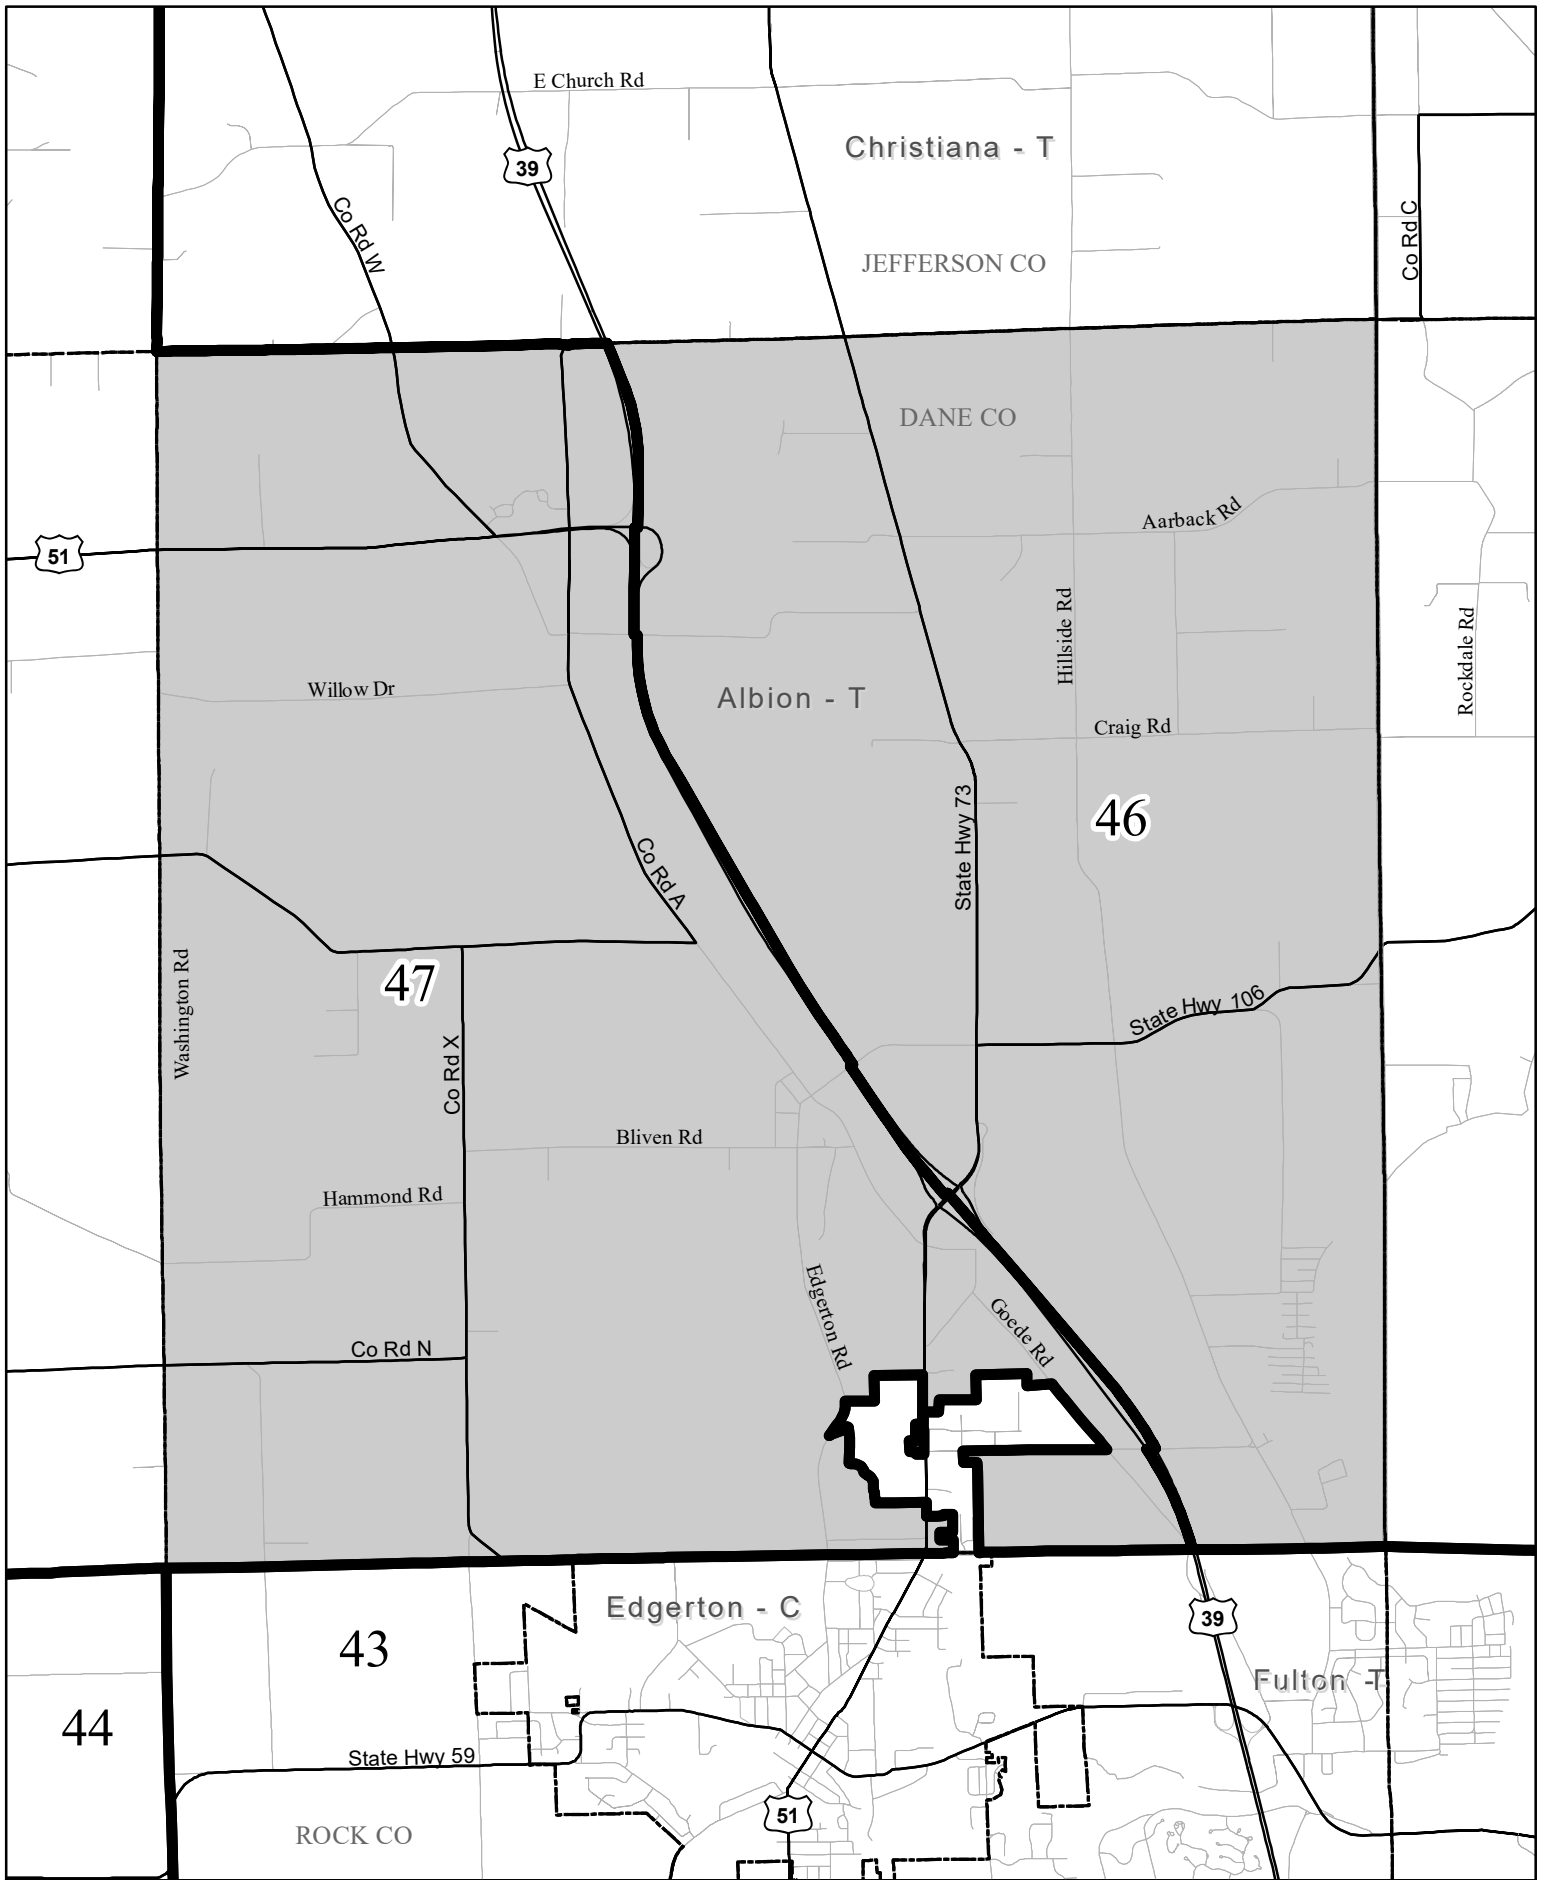 E Church Rd
Christiana - T
39
Co Rd W
Co Rd C
JEFFERSON CO
DANE CO
Aarback Rd
51
Hillside Rd
Rockdale Rd
Willow Dr
Albion - T
Craig Rd
46
State Hwy 73
Co Rd A
47
Washington Rd
State Hwy 106
Co Rd X
Bliven Rd
Hammond Rd
Edgerton Rd
Goede Rd
Co Rd N
Edgerton - C
39
43
Fulton -T
44
State Hwy 59
51
ROCK CO